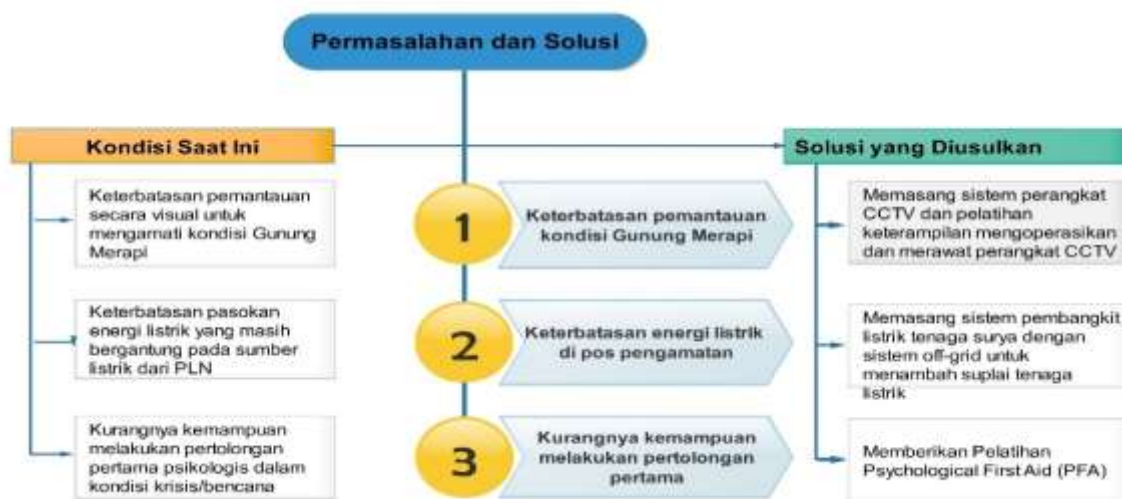 Permasalahan dan Solusi
Kondisi Saat Ini
Keterbatasan pemantauan
secara visual untuk
mengamati kondisi Gunung
Merapi
Keterbatasan pasokan
energi listrik yang masih
bergantung pada sumber
listrik dari PLN
Kurangnya kemampuan
melakukan pertolongan
pertama psikologis dalam
kondisi krisis/bencana
1
Keterbatasan pemantauan
kondisi Gunung Merapi
2
Keterbatasan energi listrik
di pos pengamatan
3
Kurangnya kemampuan
melakukan pertolongan
pertama
Solusi yang Diusulkan
Memasang sistem perangkat
CCTV dan pelatihan
keterampilan mengoperasikan
dan merawat perangkat CCTV
Memasang sistem pembangkit
listrik tenaga surya dengan
sistem off-grid untuk
menambah suplai tenaga
listrik
Memberikan Pelatihan
Psychological First Aid (PFA)